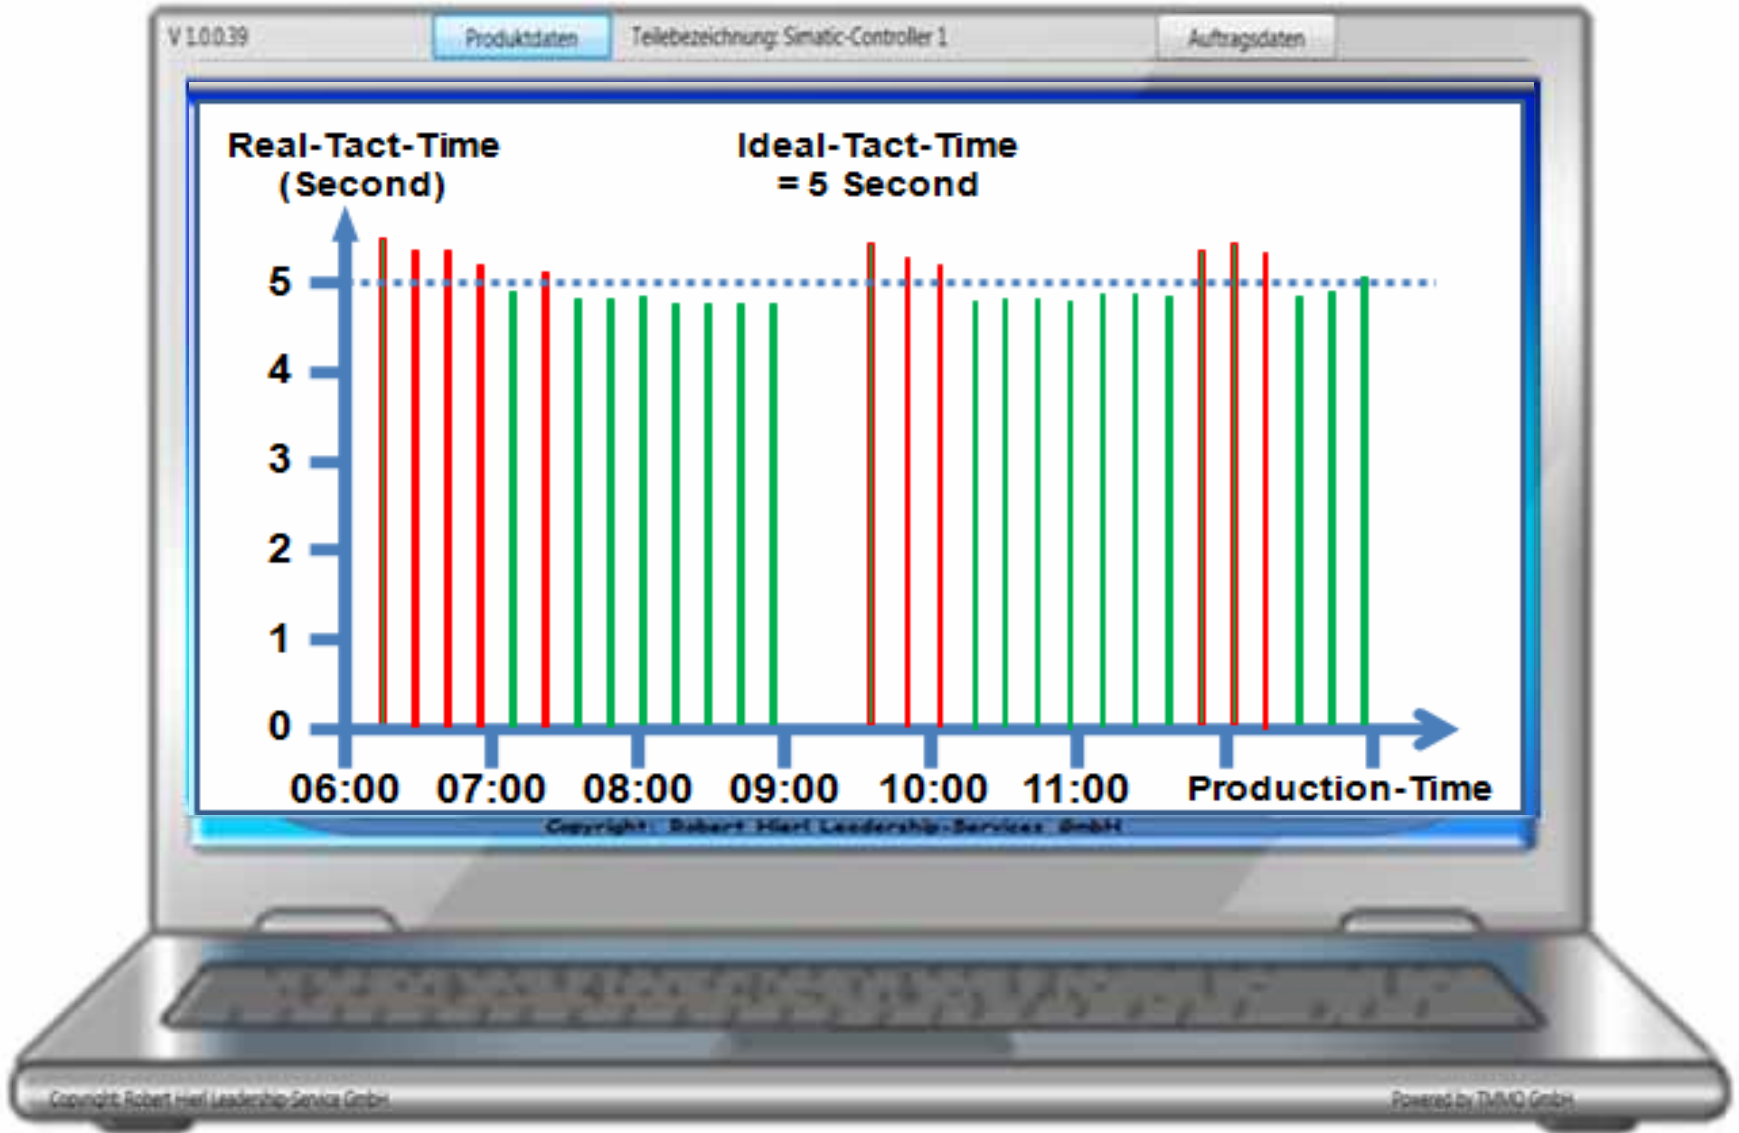 V 1.0.0.39
Produktdaten
Teilebezeichnung: Simatic-Controller 1
Auftragsdaten
Real-Tact-Time
(Second)
Ideal-Tact-Time
= 5 Second
5
4
3
2
1
0
06:00 07:00 08:00 09:00 10:00 11:00 Production-Time
Copyright: Robert Hierl Leadership-Services GmbH
Copyright: Robert Hierl Leadership-Service GmbH
Powered by TMMO GmbH